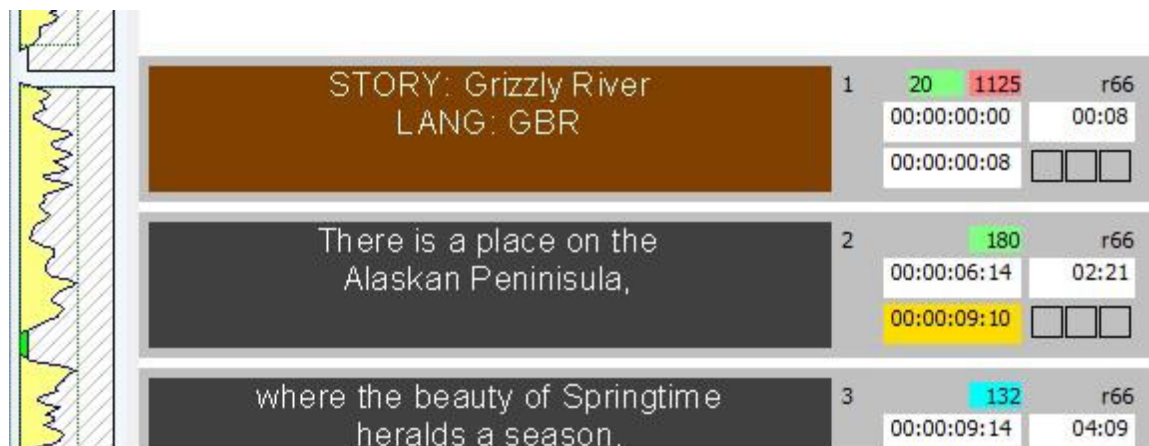 STORY: Grizzly River
LANG: GBR
1 20 1125 r66
00:00:00:00 00:08
00:00:00:08
There is a place on the
Alaskan Peninisula,
2 180 r66
00:00:06:14 02:21
00:00:09:10
where the beauty of Springtime
heralds a season,
3 132 r66
00:00:09:14 04:09